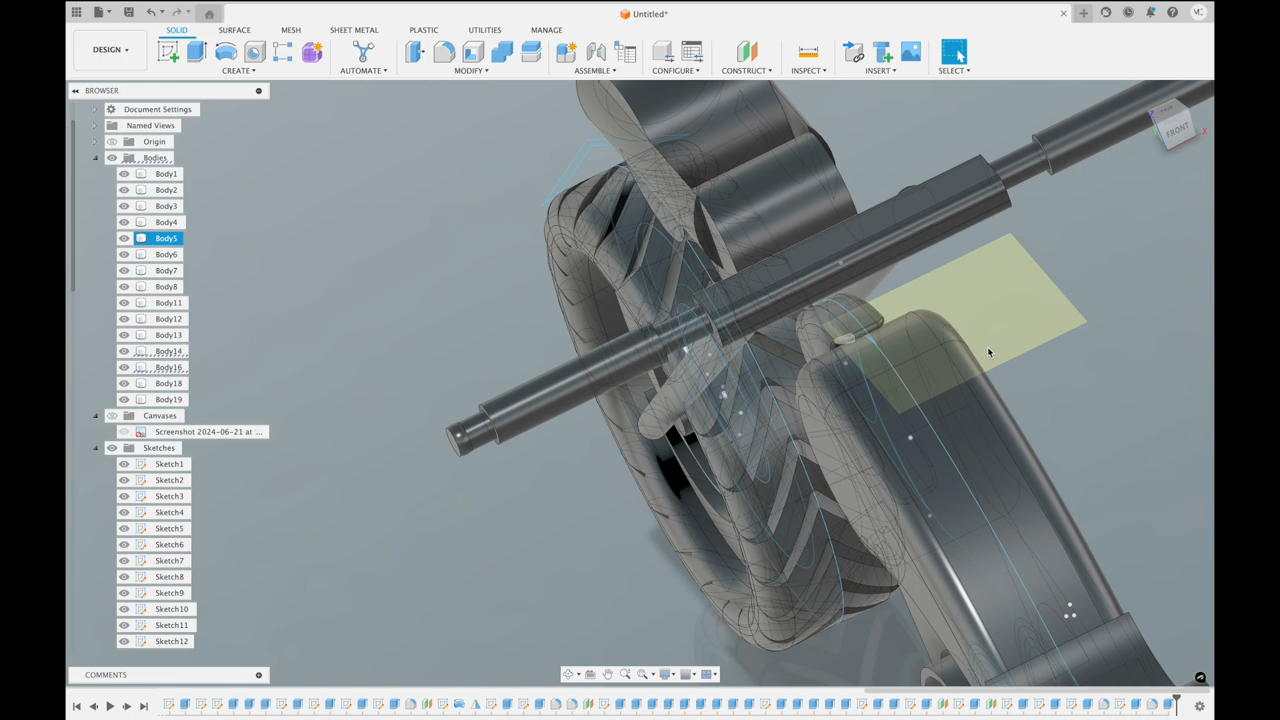 Untitled*
SOLID
SURFACE
MESH
SHEET METAL
PLASTIC
UTILITIES
MANAGE
DESIGN
CREATE
AUTOMATE
MODIFY
ASSEMBLE
CONFIGURE
CONSTRUCT
INSPECT
INSERT
SELECT
BROWSER
Document Settings
Named Views
Origin
Bodies
Body1
Body2
Body3
Body4
Body5
Body6
Body7
Body8
Body11
Body12
Body13
Body14
Body16
Body18
Body19
Canvases
Screenshot 2024-06-21 at '...
Sketches
Sketch1
Sketch2
Sketch3
Sketch4
Sketch5
Sketch6
Sketch7
Sketch8
Sketch9
Sketch10
Sketch11
Sketch12
FRONT
X
COMMENTS